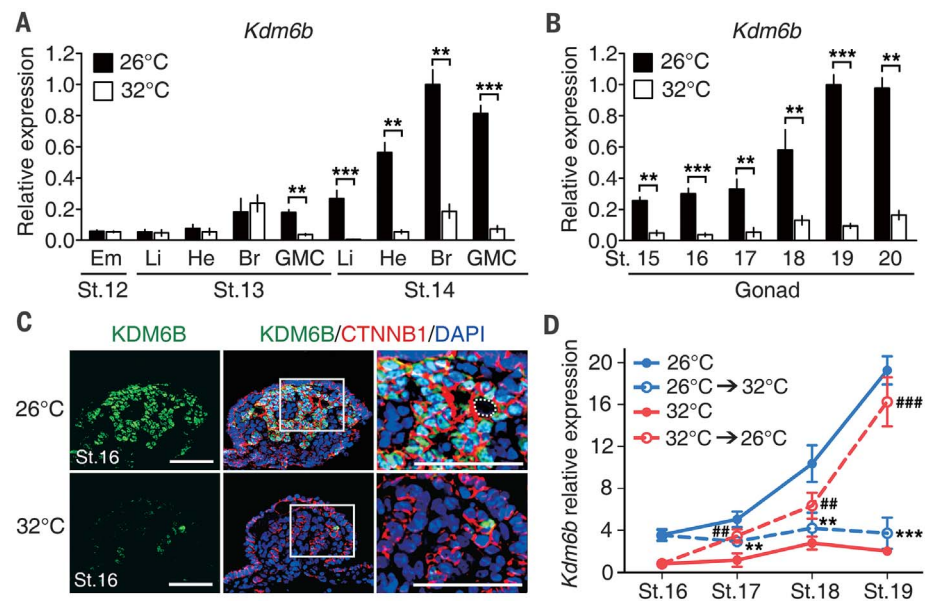 A
Kdm6b
Relative expression
1.2
1.0
0.8
0.6
0.4
0.2
0.0
26°C
32°C
**
***
**
**
***
Em Li He Br GMC Li He Br GMC
St.12 St.13 St.14
B
Kdm6b
Relative expression
1.2
1.0
0.8
0.6
0.4
0.2
0.0
26°C
32°C
**
***
**
**
***
**
St. 15 16 17 18 19 20
Gonad
C
KDM6B KDM6B/CTNNB1/DAPI
26°C
St.16
32°C
St.16
D
Kdm6b relative expression
20
16
12
8
4
0
26°C
26°C → 32°C
32°C
32°C → 26°C
##
**
##
**
###
***
St.16 St.17 St.18 St.19